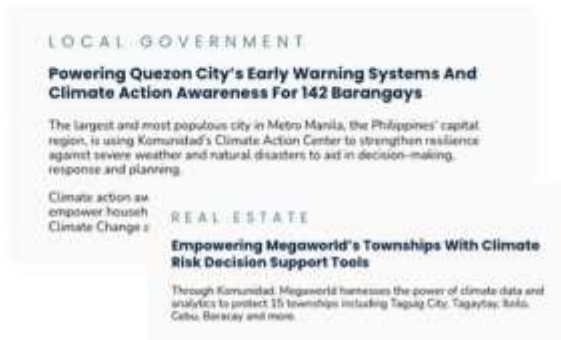 LOCAL GOVERNMENT
Powering Quezon City's Early Warning Systems And
Climate Action Awareness For 142 Barangays
The largest and most populous city in Metro Manila, the Philippines' capital
region, is using Komunidad's Climate Action Center to strengthen resilience
against severe weather and natural disasters to aid in decision-making,
response and planning.
Climate action aw
empower househ
Climate Change a
REAL ESTATE
Empowering Megaworld's Townships With Climate
Risk Decision Support Tools
Through Komunidad, Megaworld harnesses the power of climate data and
analytics to protect 15 townships including Taguig City, Tagaytay, Iloilo,
Cebu, Boracay and more.